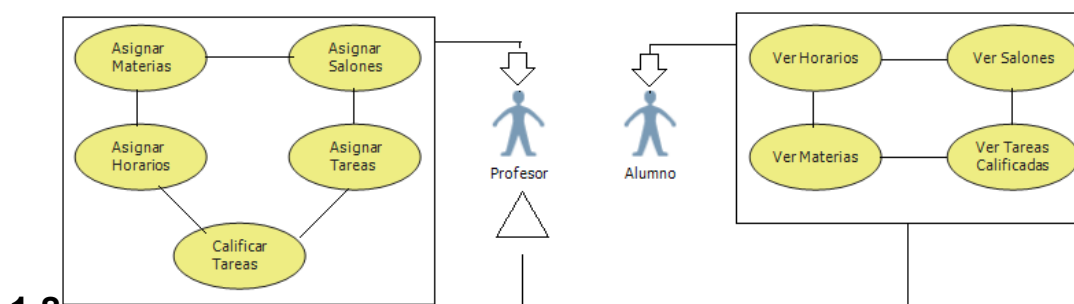 Asignar
Materias
Asignar
Salones
Asignar
Horarios
Asignar
Tareas
Calificar
Tareas
Profesor
Alumno
Ver Horarios
Ver Salones
Ver Materias
Ver Tareas
Calificadas